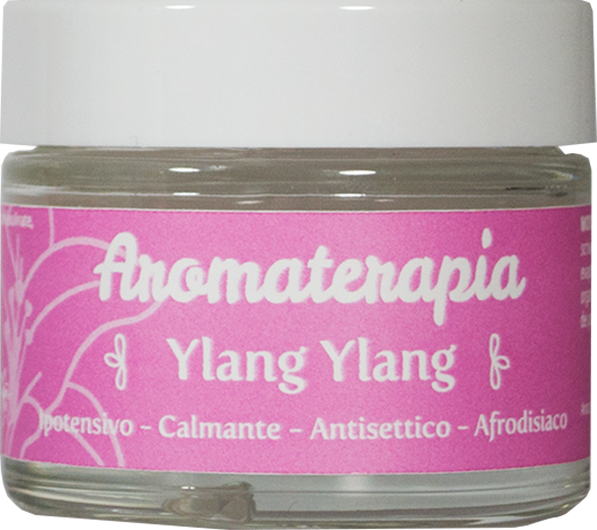 Aromaterapia
Ylang Ylang
Ipotensivo - Calmante - Antisettico - Afrodisiaco